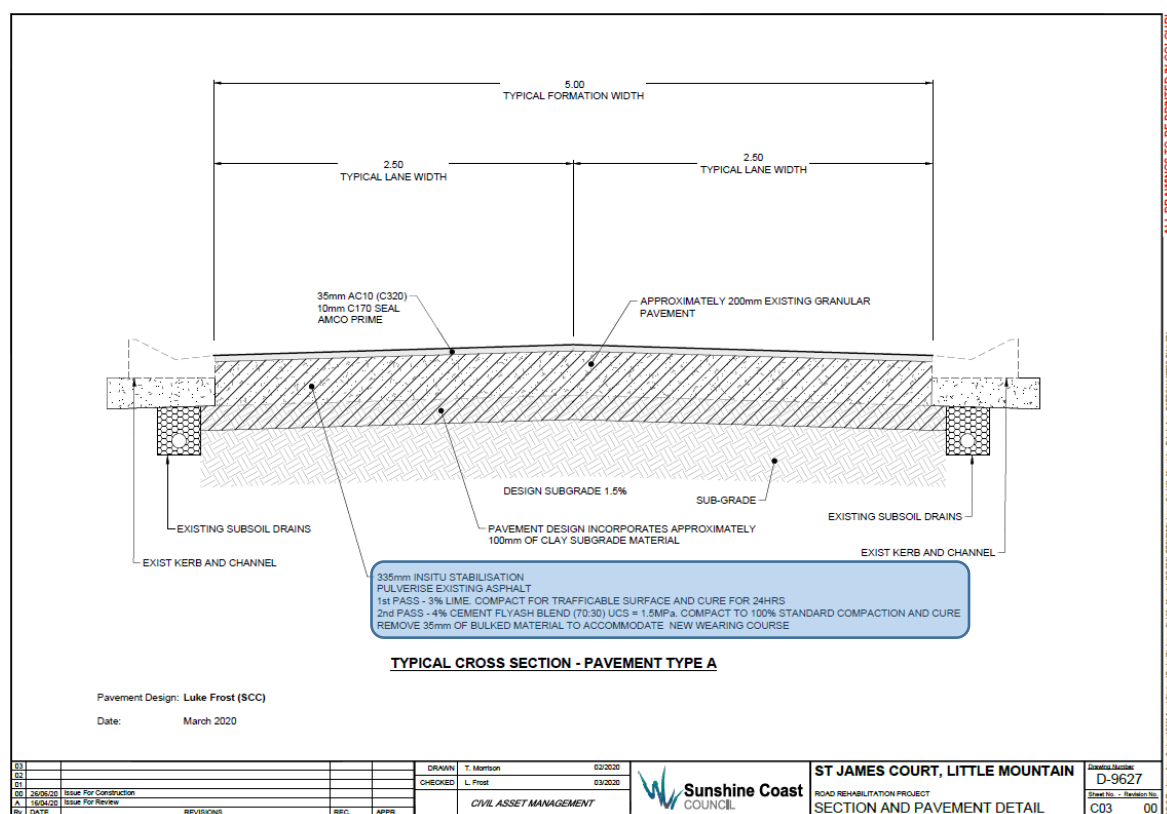 5.00
TYPICAL FORMATION WIDTH
2.50
TYPICAL LANE WIDTH
2.50
TYPICAL LANE WIDTH
35mm AC10 (C320)
10mm C170 SEAL
AMCO PRIME
APPROXIMATELY 200mm EXISTING GRANULAR
PAVEMENT
DESIGN SUBGRADE 1.5%
SUB-GRADE
EXISTING SUBSOIL DRAINS
EXISTING SUBSOIL DRAINS
PAVEMENT DESIGN INCORPORATES APPROXIMATELY
100mm OF CLAY SUBGRADE MATERIAL
EXIST KERB AND CHANNEL
EXIST KERB AND CHANNEL
335mm INSITU STABILISATION
PULVERISE EXISTING ASPHALT
1st PASS - 3% LIME. COMPACT FOR TRAFFICABLE SURFACE AND CURE FOR 24HRS
2nd PASS - 4% CEMENT FLYASH BLEND (70:30) UCS = 1.5MPa. COMPACT TO 100% STANDARD COMPACTION AND CURE
REMOVE 35mm OF BULKED MATERIAL TO ACCOMMODATE NEW WEARING COURSE
TYPICAL CROSS SECTION - PAVEMENT TYPE A
Pavement Design: Luke Frost (SCC)
Date: March 2020
03
02
01
00 26/06/20 Issue For Construction
A 16/04/20 Issue For Review
Rv DATE REVISIONS REC. APPR.
DRAWN T. Morrison 02/2020
CHECKED L. Frost 03/2020
CIVIL ASSET MANAGEMENT
Sunshine Coast
COUNCIL
ST JAMES COURT, LITTLE MOUNTAIN
ROAD REHABILITATION PROJECT
SECTION AND PAVEMENT DETAIL
Drawing Number
D-9627
Sheet No. - Revision No.
C03 00